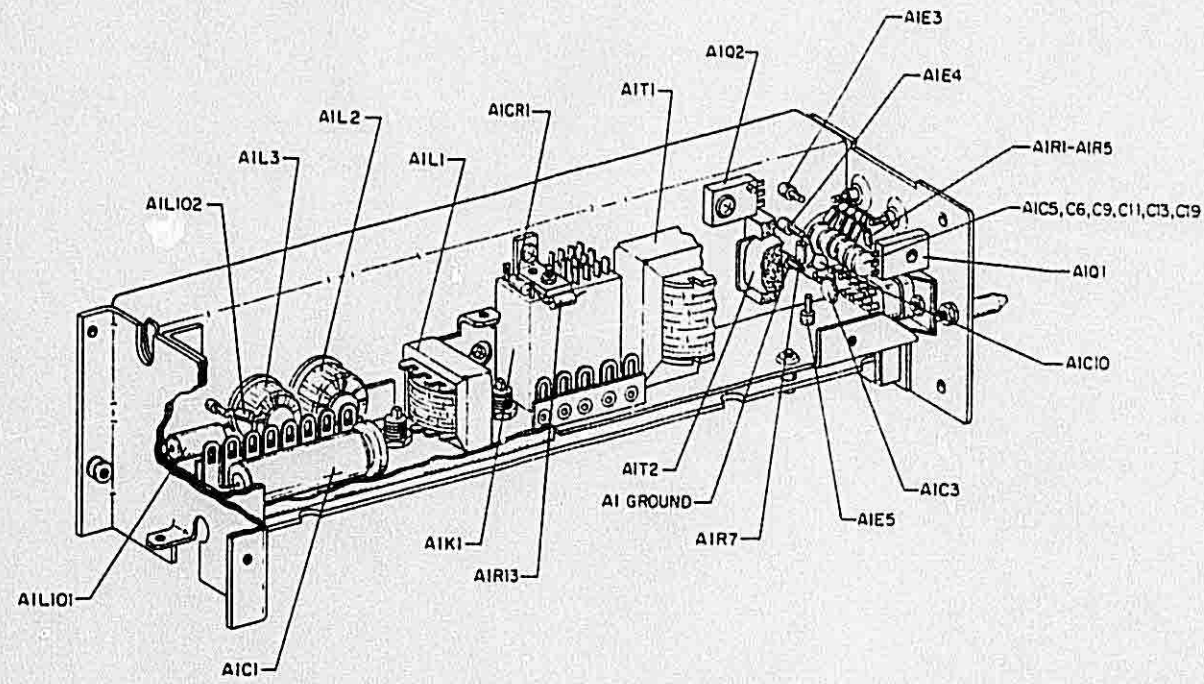 A1E3
A1Q2
A1E4
A1T1
A1CR1
A1L2
A1R1-A1R5
A1L1
A1L3
A1L102
A1C5, C6, C9, C11, C13, C19
A1Q1
A1C10
A1T2
A1C3
A1 GROUND
A1E5
A1R7
A1K1
A1R13
A1L101
A1C1